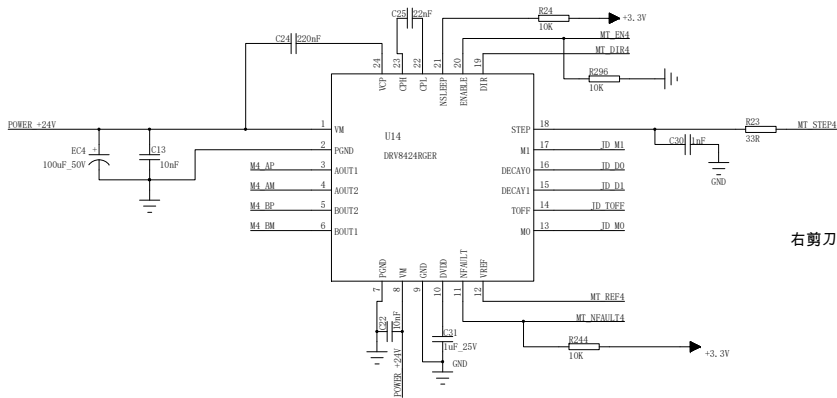 C25 22nF
R24
10K
+3.3V
C24 220nF
MT_EN4
MT_DIR4
24
23
22
21
20
19
VCP
CPH
CPL
NSLEEP
ENABLE
DIR
R296
10K
POWER +24V
1
VM
U14
DRV8424RGER
STEP
18
R23
33R
MT_STEP4
EC4
+
100uF_50V
C13
10nF
2
PGND
M1
17
JD_M1
C30 1nF
GND
M4_AP
3
AOUT1
DECAY0
16
JD_D0
M4_AM
4
AOUT2
DECAY1
15
JD_D1
M4_BP
5
BOUT2
TOFF
14
JD_TOFF
M4_BM
6
BOUT1
M0
13
JD_M0
右剪刀
PGND
VM
GND
DVDD
NFAULT
VREF
7
8
9
10
11
12
MT_REF4
C22
10nF
MT_NFAULT4
C31
1uF_25V
R244
10K
+3.3V
GND
POWER +24V